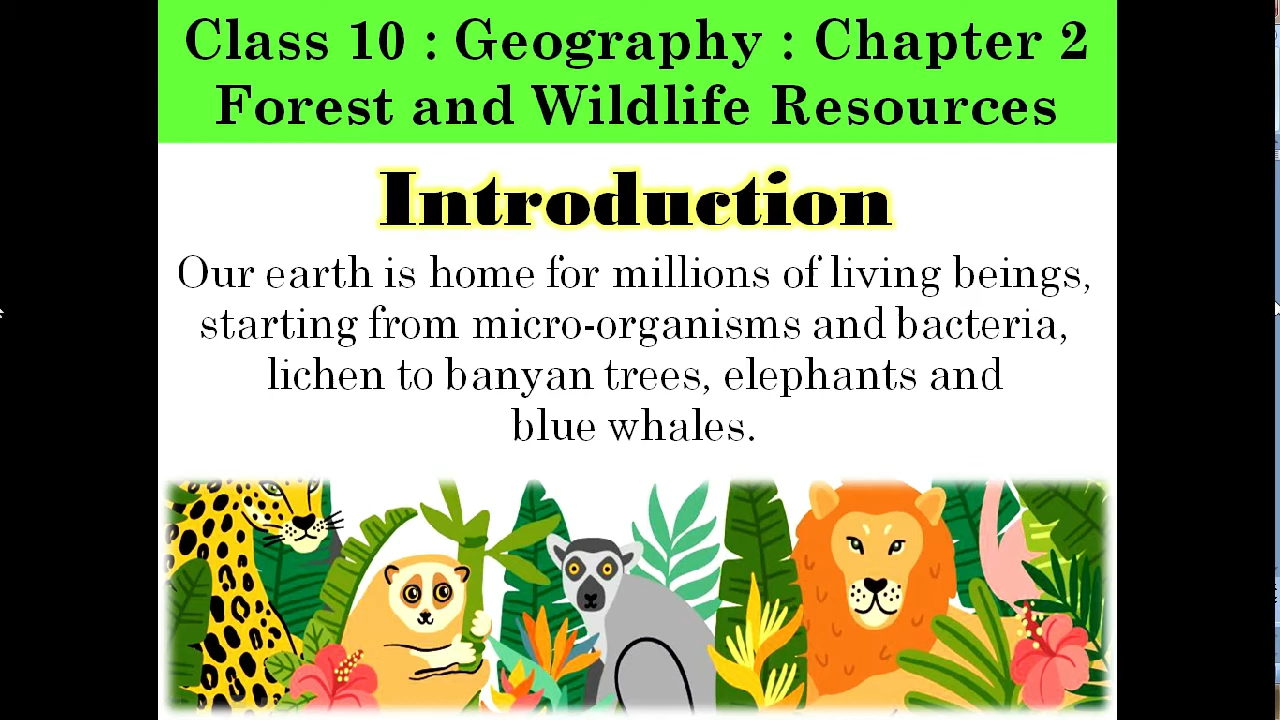 Class 10 : Geography : Chapter 2
Forest and Wildlife Resources
Introduction
Our earth is home for millions of living beings,
starting from micro-organisms and bacteria,
lichen to banyan trees, elephants and
blue whales.